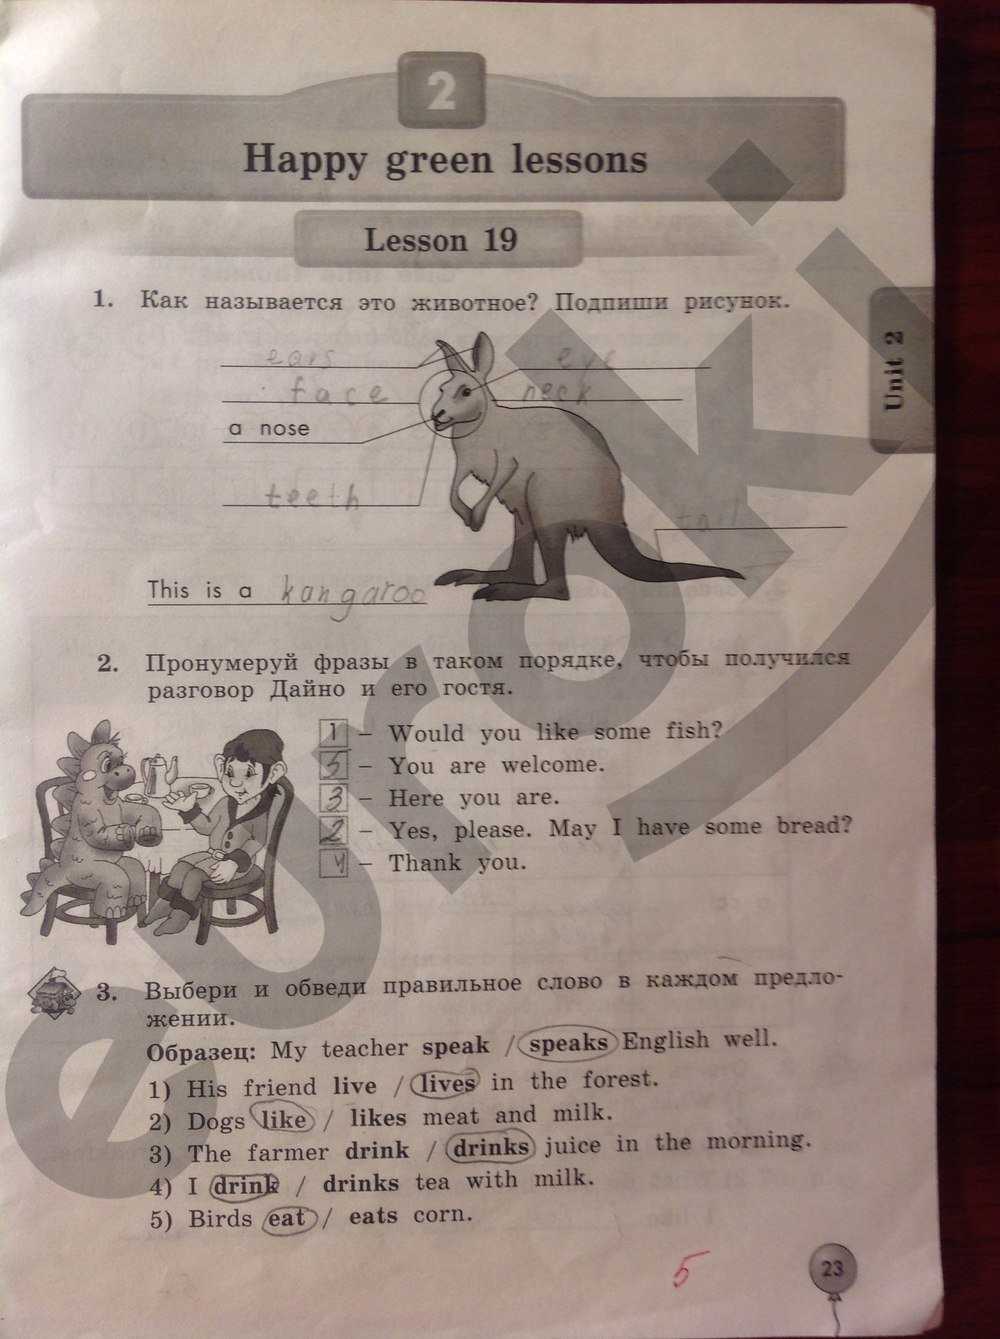 2
Happy green lessons
Lesson 19
Unit 2
1. Как называется это животное? Подпиши рисунок.
ears
eye
face
neck
a nose
teeth
tail
This is a kangaroo
2. Пронумеруй фразы в таком порядке, чтобы получился
разговор Дайно и его гостя.
1 – Would you like some fish?
5 – You are welcome.
3 – Here you are.
2 – Yes, please. May I have some bread?
4 – Thank you.
3. Выбери и обведи правильное слово в каждом предло-
жении.
Образец: My teacher speak / speaks English well.
1) His friend live / lives in the forest.
2) Dogs like / likes meat and milk.
3) The farmer drink / drinks juice in the morning.
4) I drink / drinks tea with milk.
5) Birds eat / eats corn.
5
23
euroki